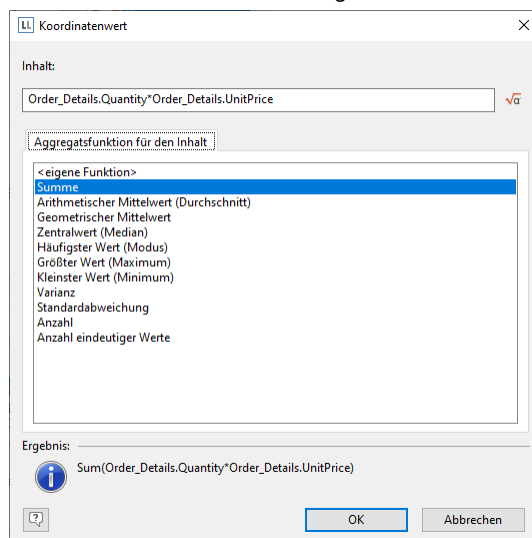 LL Koordinatenwert
Inhalt:
Order_Details.Quantity*Order_Details.UnitPrice
Aggregatsfunktion für den Inhalt
<eigene Funktion>
Summe
Arithmetischer Mittelwert (Durchschnitt)
Geometrischer Mittelwert
Zentralwert (Median)
Häufigster Wert (Modus)
Größter Wert (Maximum)
Kleinster Wert (Minimum)
Varianz
Standardabweichung
Anzahl
Anzahl eindeutiger Werte
Ergebnis:
Sum(Order_Details.Quantity*Order_Details.UnitPrice)
OK Abbrechen